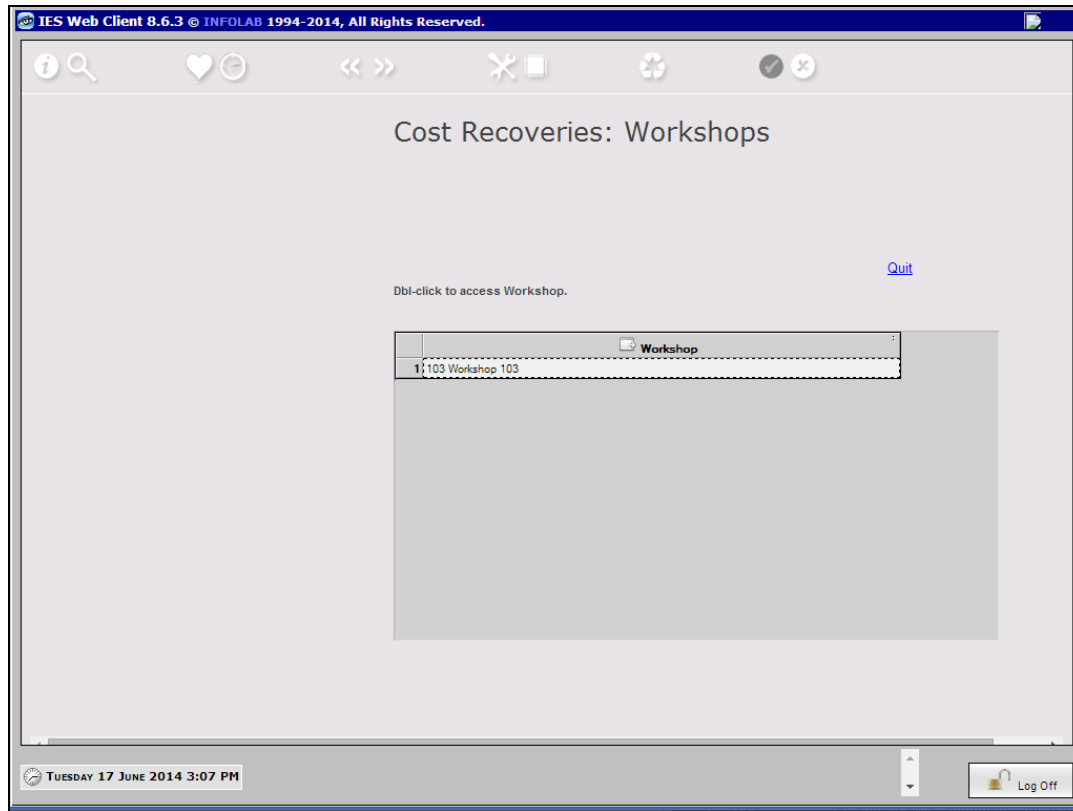 IES Web Client 8.6.3 © INFOLAB 1994-2014, All Rights Reserved.
Cost Recoveries: Workshops
Quit
Dbl-click to access Workshop.
Workshop
1 103 Workshop 103
TUESDAY 17 JUNE 2014 3:07 PM
Log Off